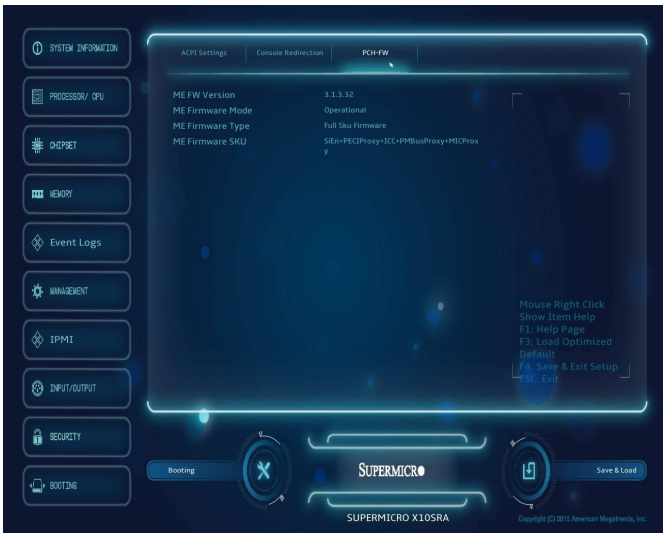 SYSTEM INFORMATION
PROCESSOR/ CPU
CHIPSET
MEMORY
Event Logs
MANAGEMENT
IPMI
INPUT/OUTPUT
SECURITY
BOOTING
ACPI Settings
Console Redirection
PCH-FW
ME FW Version 3.1.3.32
ME Firmware Mode Operational
ME Firmware Type Full Sku Firmware
ME Firmware SKU SiEn+PECIProxy+ICC+PMBusProxy+MICProx
y
Mouse Right Click
Show Item Help
F1: Help Page
F3: Load Optimized
Default
F4: Save & Exit Setup
ESC: Exit
Booting
SUPERMICRO
Save & Load
SUPERMICRO X10SRA
Copyright (C) 2015 American Megatrends, Inc.